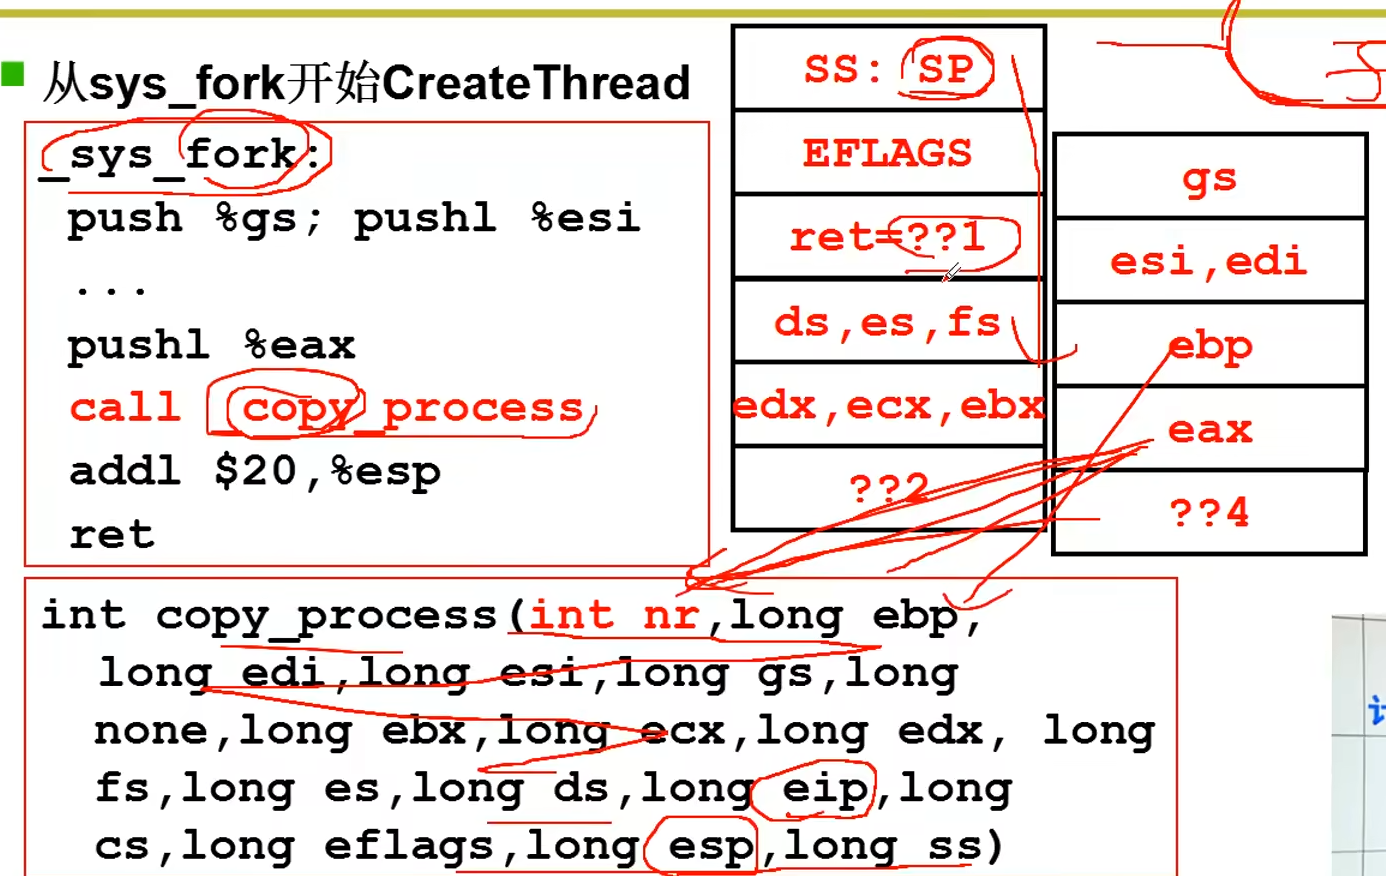 从sys_fork开始CreateThread
_sys_fork:
push %gs; pushl %esi
...
pushl %eax
call _copy_process
addl $20,%esp
ret
SS: SP
EFLAGS
ret=??1
ds,es,fs
edx,ecx,ebx
??2
gs
esi,edi
ebp
eax
??4
int copy_process(int nr,long ebp,
long edi,long esi,long gs,long
none,long ebx,long ecx,long edx, long
fs,long es,long ds,long eip,long
cs,long eflags,long esp,long ss)